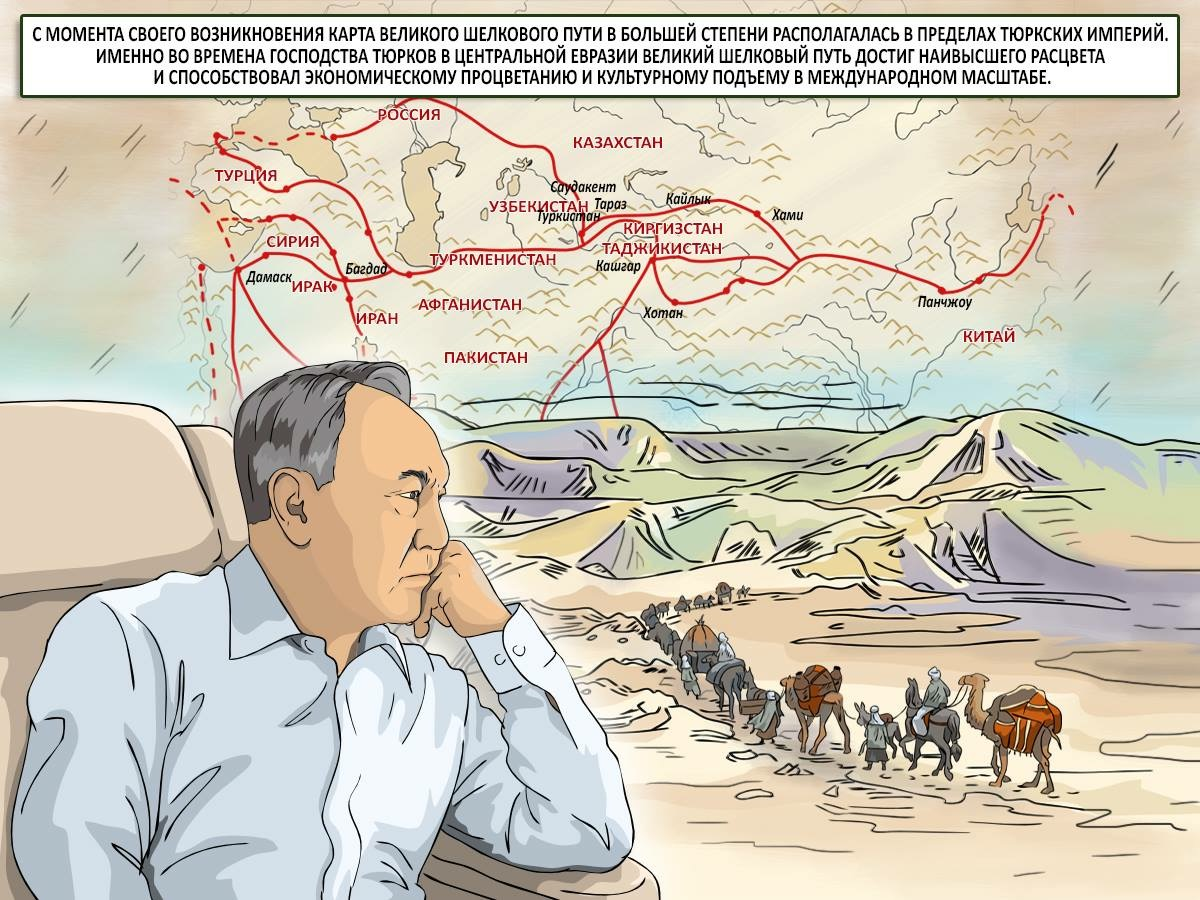 С МОМЕНТА СВОЕГО ВОЗНИКНОВЕНИЯ КАРТА ВЕЛИКОГО ШЕЛКОВОГО ПУТИ В БОЛЬШЕЙ СТЕПЕНИ РАСПОЛАГАЛАСЬ В ПРЕДЕЛАХ ТЮРКСКИХ ИМПЕРИЙ.
ИМЕННО ВО ВРЕМЕНА ГОСПОДСТВА ТЮРКОВ В ЦЕНТРАЛЬНОЙ ЕВРАЗИИ ВЕЛИКИЙ ШЕЛКОВЫЙ ПУТЬ ДОСТИГ НАИВЫСШЕГО РАСЦВЕТА
И СПОСОБСТВОВАЛ ЭКОНОМИЧЕСКОМУ ПРОЦВЕТАНИЮ И КУЛЬТУРНОМУ ПОДЪЕМУ В МЕЖДУНАРОДНОМ МАСШТАБЕ.
РОССИЯ
КАЗАХСТАН
ТУРЦИЯ
Саудакент
Кайлык
УЗБЕКИСТАН
Тараз
Туркистан
Хами
КИРГИЗСТАН
СИРИЯ
ТАДЖИКИСТАН
ТУРКМЕНИСТАН
Кашгар
Багдад
Дамаск
ИРАК
АФГАНИСТАН
Панчжоу
Хотан
ИРАН
КИТАЙ
ПАКИСТАН